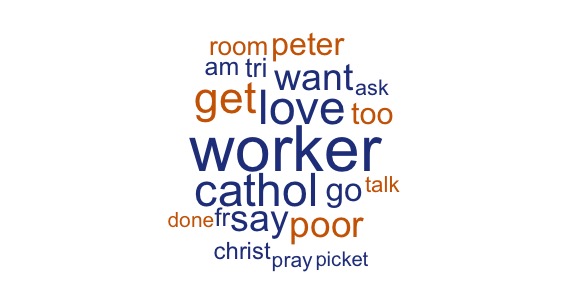 room peter
am tri want ask
get love too
worker
cathol go talk
done fr say poor
christ pray picket